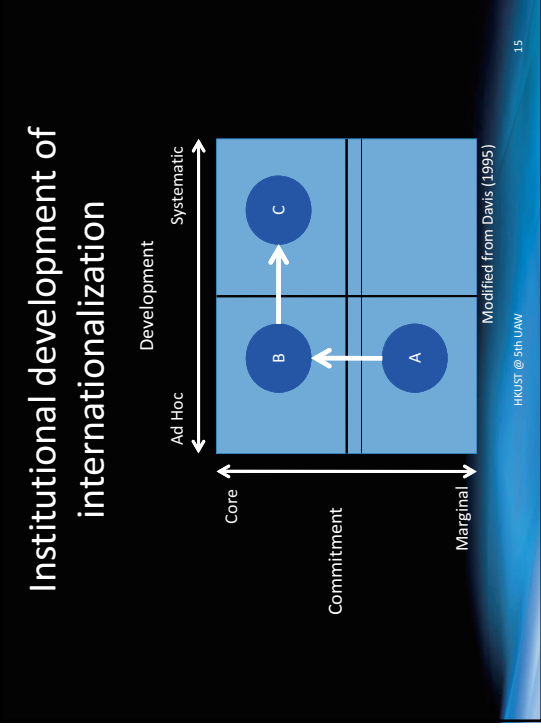 Institutional development of
internationalization
Development
Ad Hoc
Systematic
Core
Commitment
Marginal
B
C
A
Modified from Davis (1995)
HKUST @ 5th UAW
15